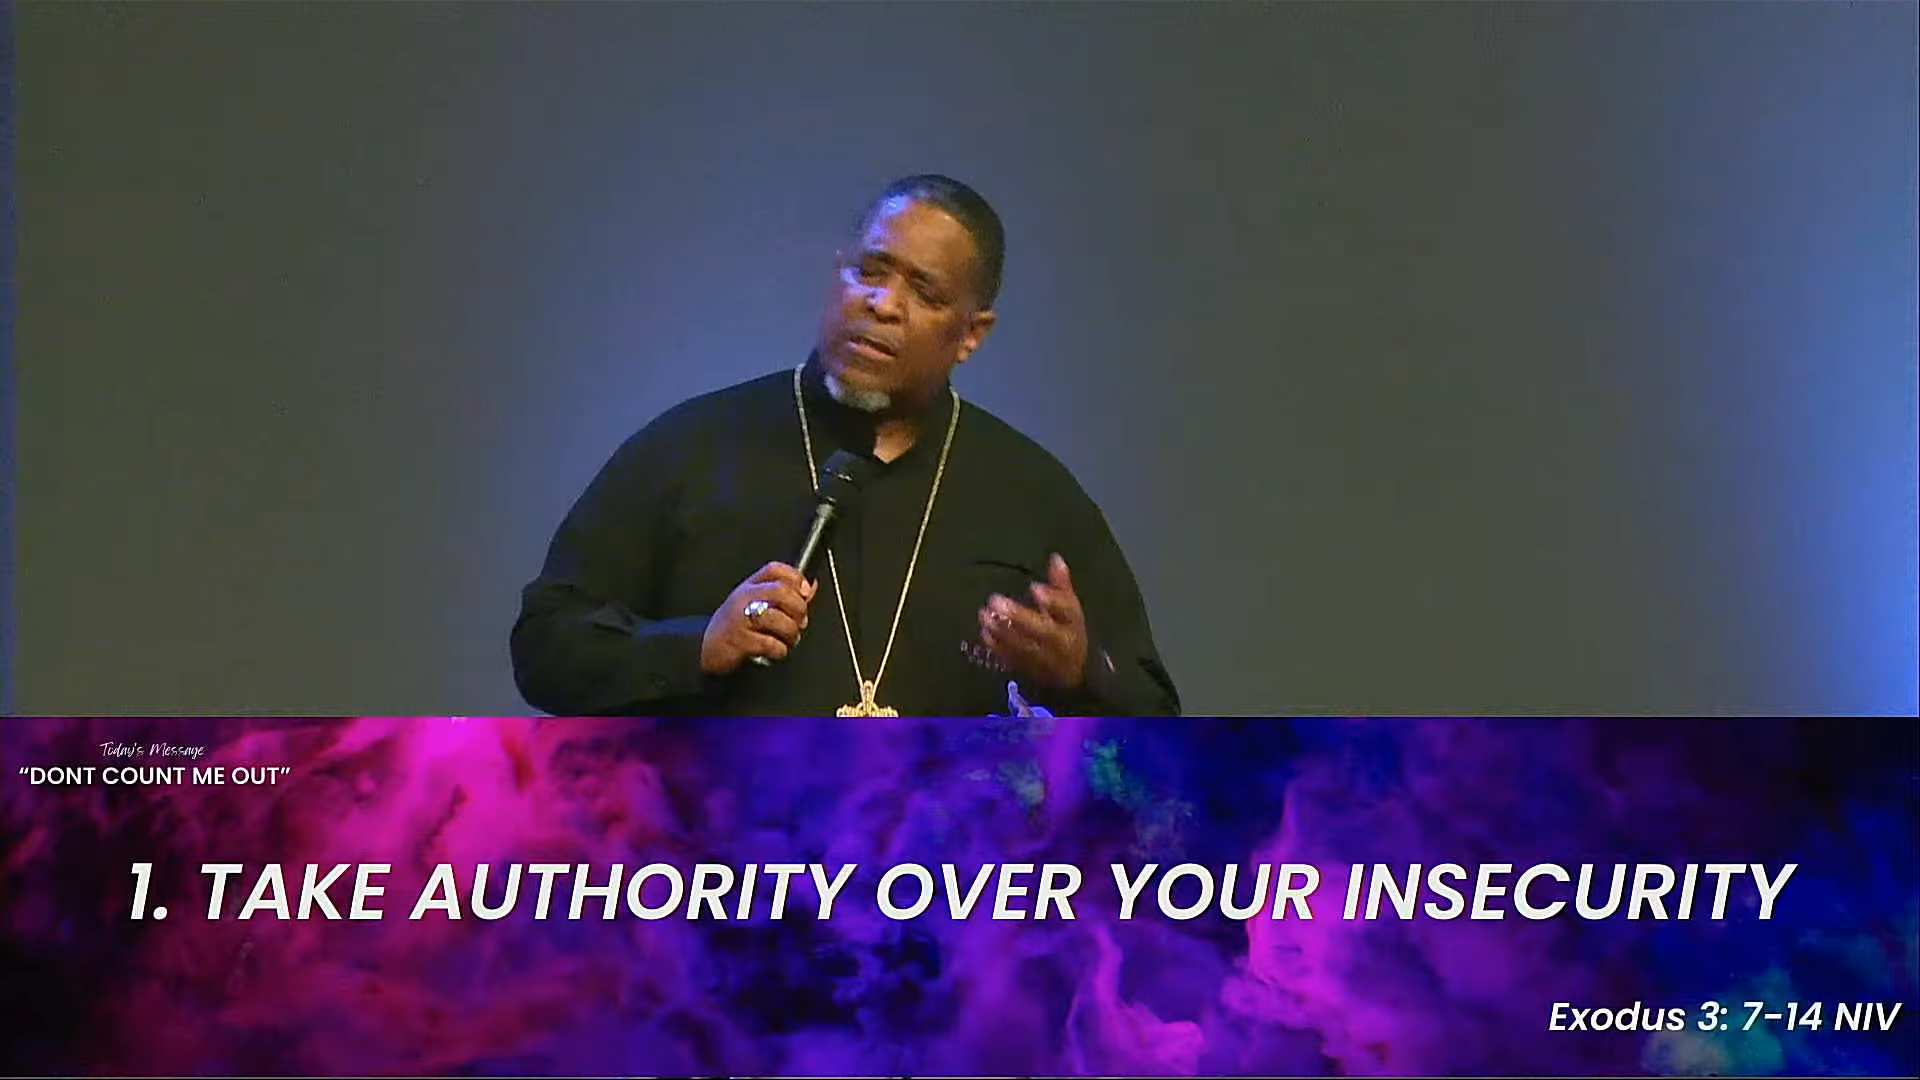 Today's Message
“DONT COUNT ME OUT”
1. TAKE AUTHORITY OVER YOUR INSECURITY
Exodus 3: 7-14 NIV